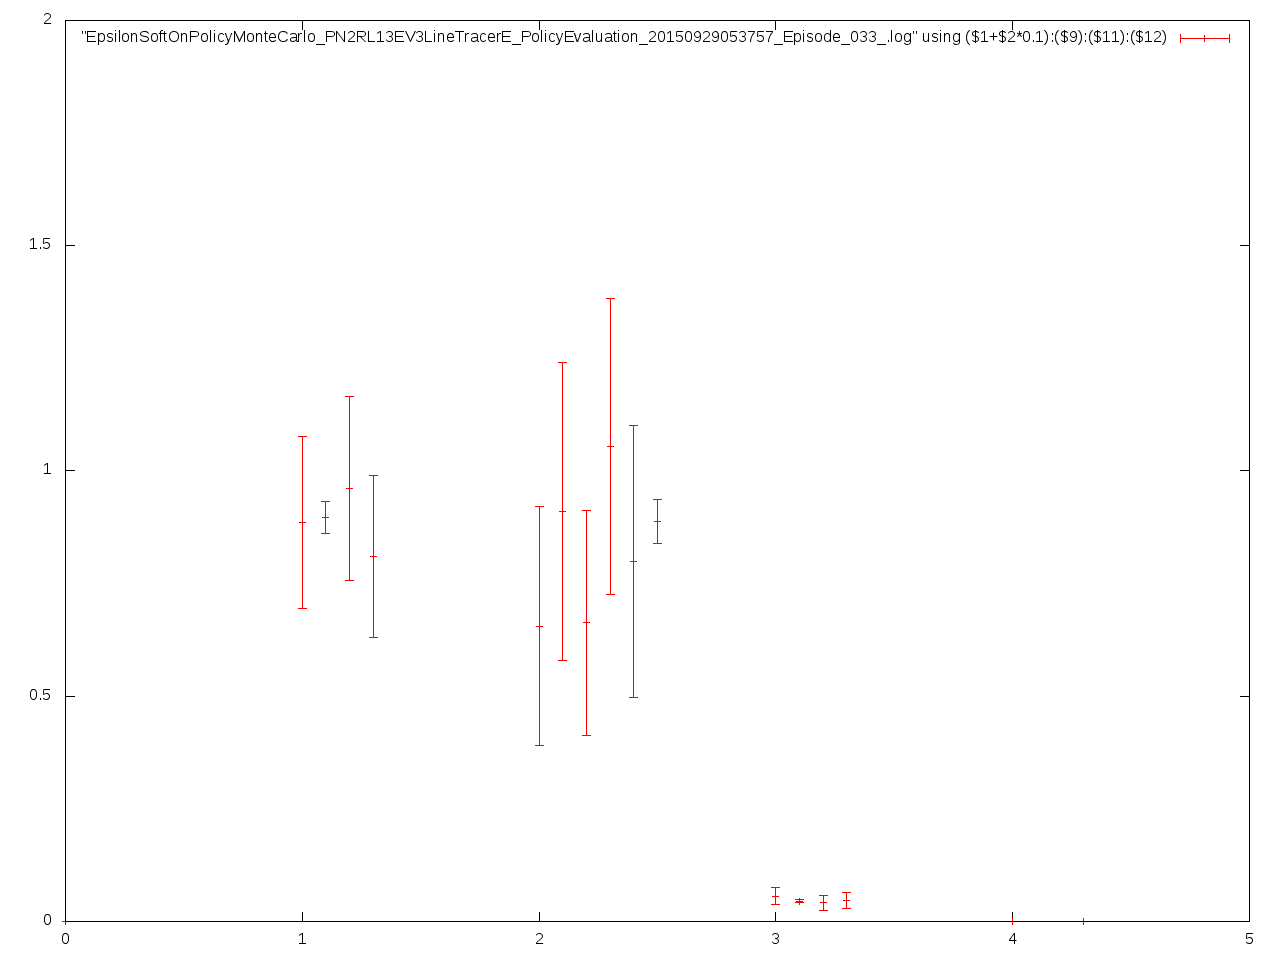 "EpsilonSoftOnPolicyMonteCarlo_PN2RL13EV3LineTracerE_PolicyEvaluation_20150929053757_Episode_033_.log" using ($1+$2*0.1):($9):($11):($12)
2
1.5
1
0.5
0
0 1 2 3 4 5